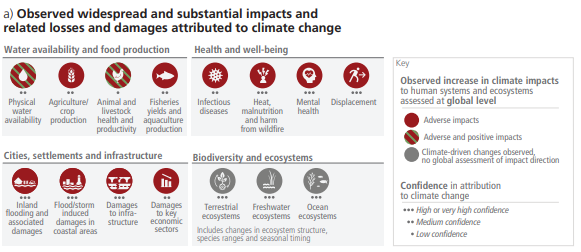 a) Observed widespread and substantial impacts and
related losses and damages attributed to climate change
Water availability and food production
Physical
water
availability
Agriculture/
crop
production
Animal and
livestock
health and
productivity
Fisheries
yields and
aquaculture
production
Health and well-being
Infectious
diseases
Heat,
malnutrition
and harm
from wildfire
Mental
health
Displacement
Cities, settlements and infrastructure
Inland
flooding and
associated
damages
Flood/storm
induced
damages in
coastal areas
Damages
to infra-
structure
Damages
to key
economic
sectors
Biodiversity and ecosystems
Terrestrial
ecosystems
Freshwater
ecosystems
Ocean
ecosystems
Includes changes in ecosystem structure,
species ranges and seasonal timing
Key
Observed increase in climate impacts
to human systems and ecosystems
assessed at global level
Adverse impacts
Adverse and positive impacts
Climate-driven changes observed,
no global assessment of impact direction
Confidence in attribution
to climate change
••• High or very high confidence
•• Medium confidence
• Low confidence